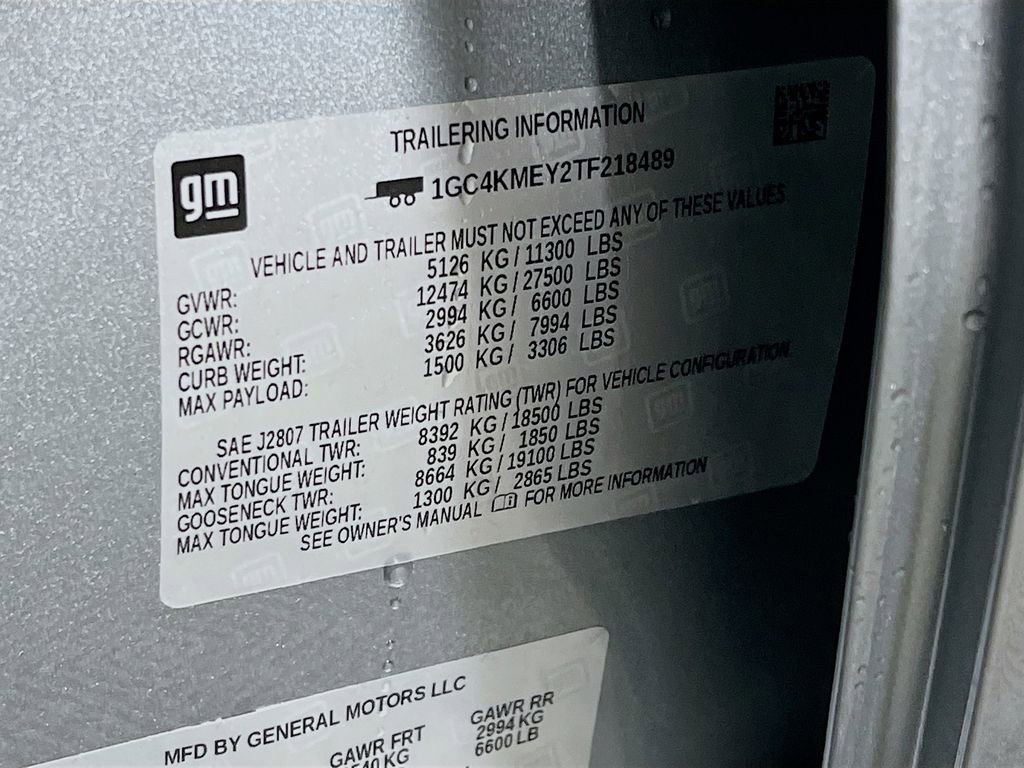 TRAILERING INFORMATION
gm
1GC4KMEY2TF218489
VEHICLE AND TRAILER MUST NOT EXCEED ANY OF THESE VALUES
GVWR: 5126 KG/11300 LBS
GCWR: 12474 KG/27500 LBS
RGAWR: 2994 KG/ 6600 LBS
CURB WEIGHT: 3626 KG/ 7994 LBS
MAX PAYLOAD: 1500 KG/ 3306 LBS
SAE J2807 TRAILER WEIGHT RATING (TWR) FOR VEHICLE CONFIGURATION
CONVENTIONAL TWR: 8392 KG/18500 LBS
MAX TONGUE WEIGHT: 839 KG/ 1850 LBS
GOOSENECK TWR: 8664 KG/19100 LBS
MAX TONGUE WEIGHT: 1300 KG/ 2865 LBS
SEE OWNER'S MANUAL FOR MORE INFORMATION
MFD BY GENERAL MOTORS LLC
GAWR FRT GAWR RR
2994 KG
6600 LB